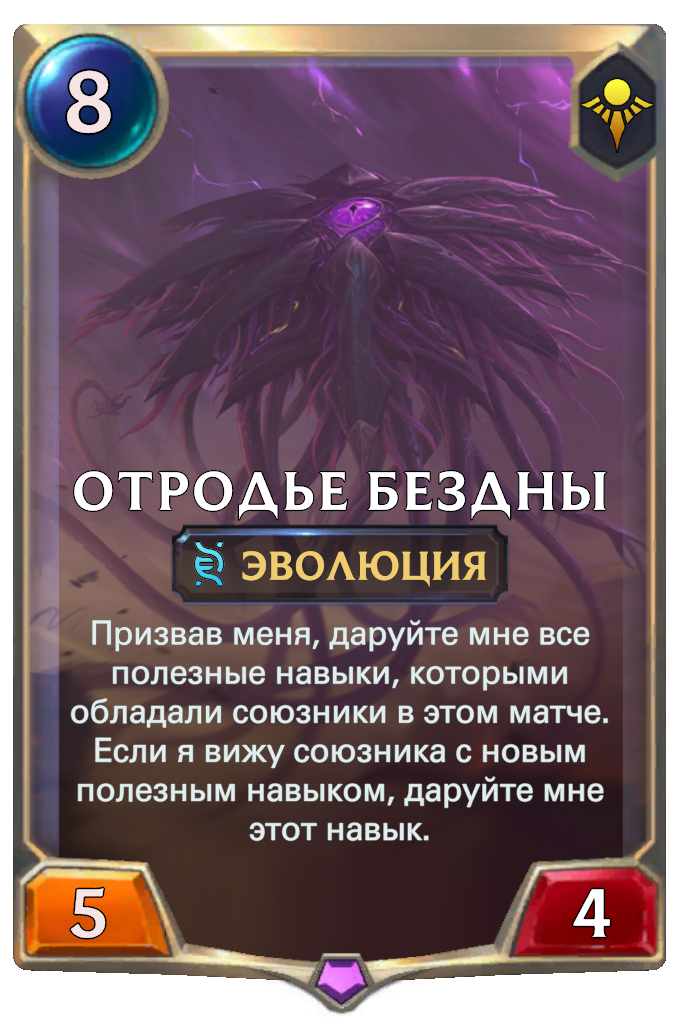 8
ОТРОДЬЕ БЕЗДНЫ
ЭВОЛЮЦИЯ
Призвав меня, даруйте мне все
полезные навыки, которыми
обладали союзники в этом матче.
Если я вижу союзника с новым
полезным навыком, даруйте мне
этот навык.
5
4